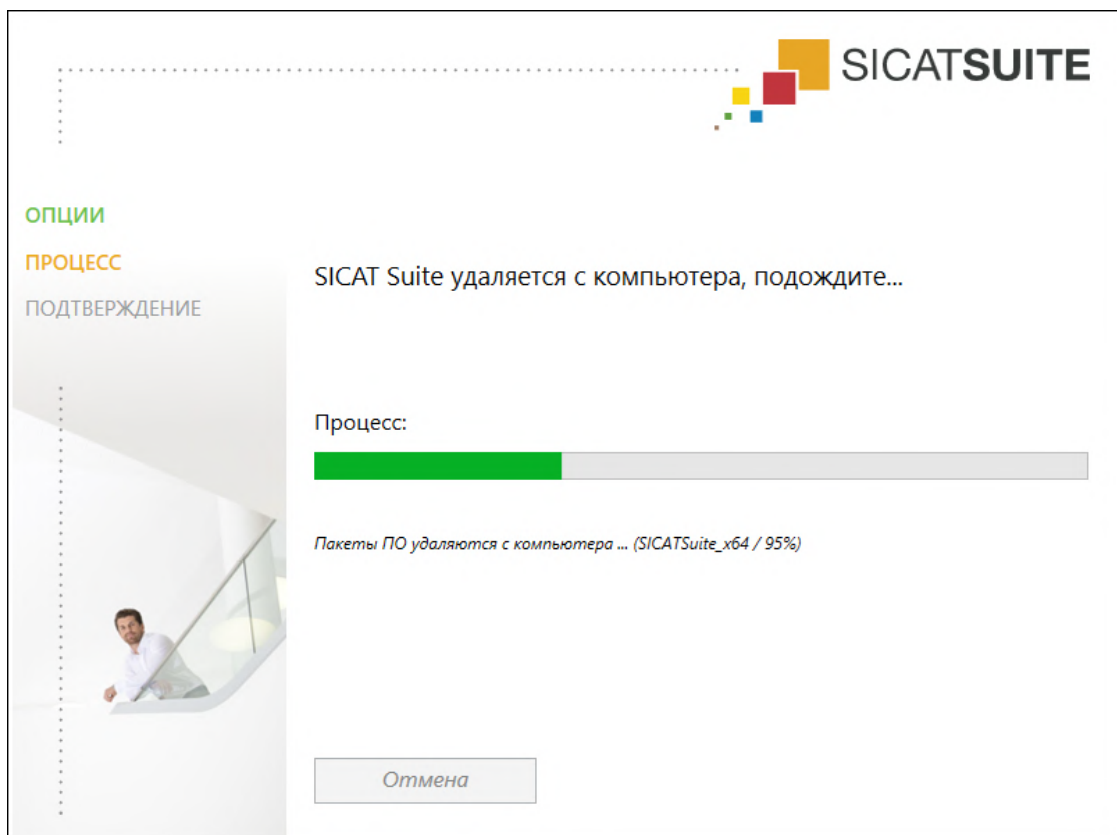 SICATSUITE
ОПЦИИ
ПРОЦЕСС
ПОДТВЕРЖДЕНИЕ
SICAT Suite удаляется с компьютера, подождите...
Процесс:
Пакеты ПО удаляются с компьютера ... (SICATSuite_x64 / 95%)
Отмена